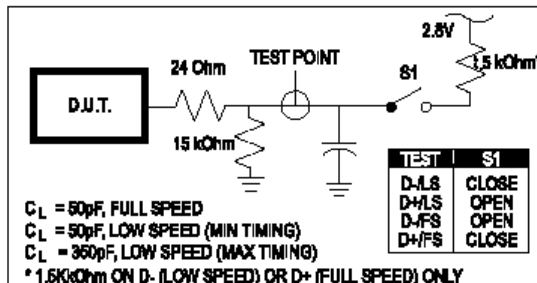 2.8V
24 Ohm
TEST POINT
S1
1.5 kOhm*
D.U.T.
15 kOhm
TEST S1
D-/LS CLOSE
D+/LS OPEN
D-/FS OPEN
D+/FS CLOSE
CL = 50pF, FULL SPEED
CL = 50pF, LOW SPEED (MIN TIMING)
CL = 350pF, LOW SPEED (MAX TIMING)
* 1.5KkOhm ON D- (LOW SPEED) OR D+ (FULL SPEED) ONLY